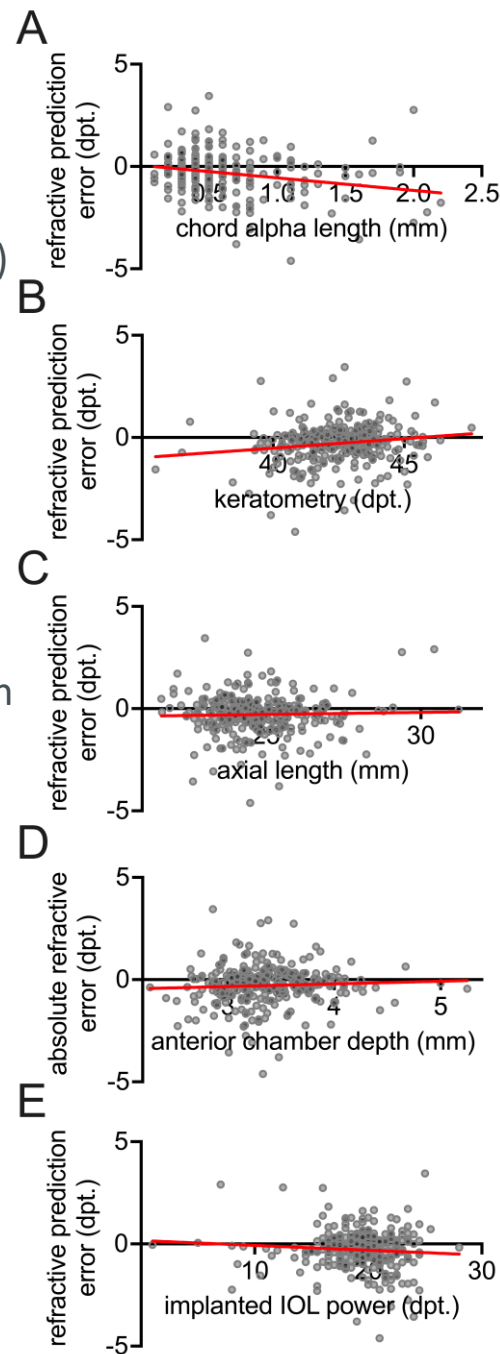 A
refractive prediction
error (dpt.)
5
0
-5
0.5
1.0
1.5
2.0
2.5
chord alpha length (mm)
)
B
refractive prediction
error (dpt.)
5
0
-5
40
45
keratometry (dpt.)
C
refractive prediction
error (dpt.)
5
0
-5
25
30
axial length (mm)
D
absolute refractive
error (dpt.)
5
0
-5
3
4
5
anterior chamber depth (mm)
E
refractive prediction
error (dpt.)
5
0
-5
10
20
30
implanted IOL power (dpt.)